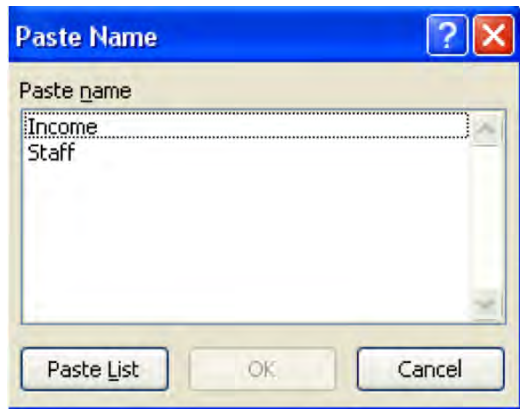 Paste Name
Paste name
Income
Staff
Paste List OK Cancel